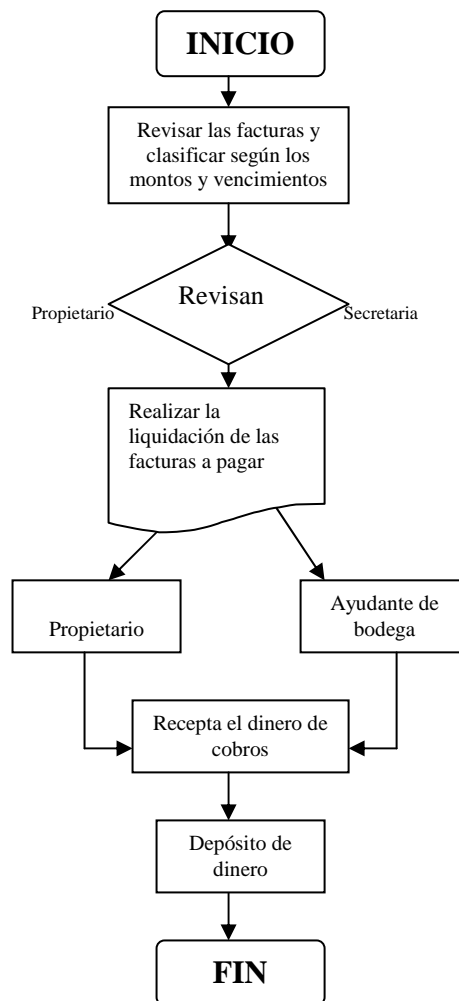 INICIO
Revisar las facturas y
clasificar según los
montos y vencimientos
Revisan
Propietario
Secretaria
Realizar la
liquidación de las
facturas a pagar
Propietario
Ayudante de
bodega
Recepta el dinero de
cobros
Depósito de
dinero
FIN